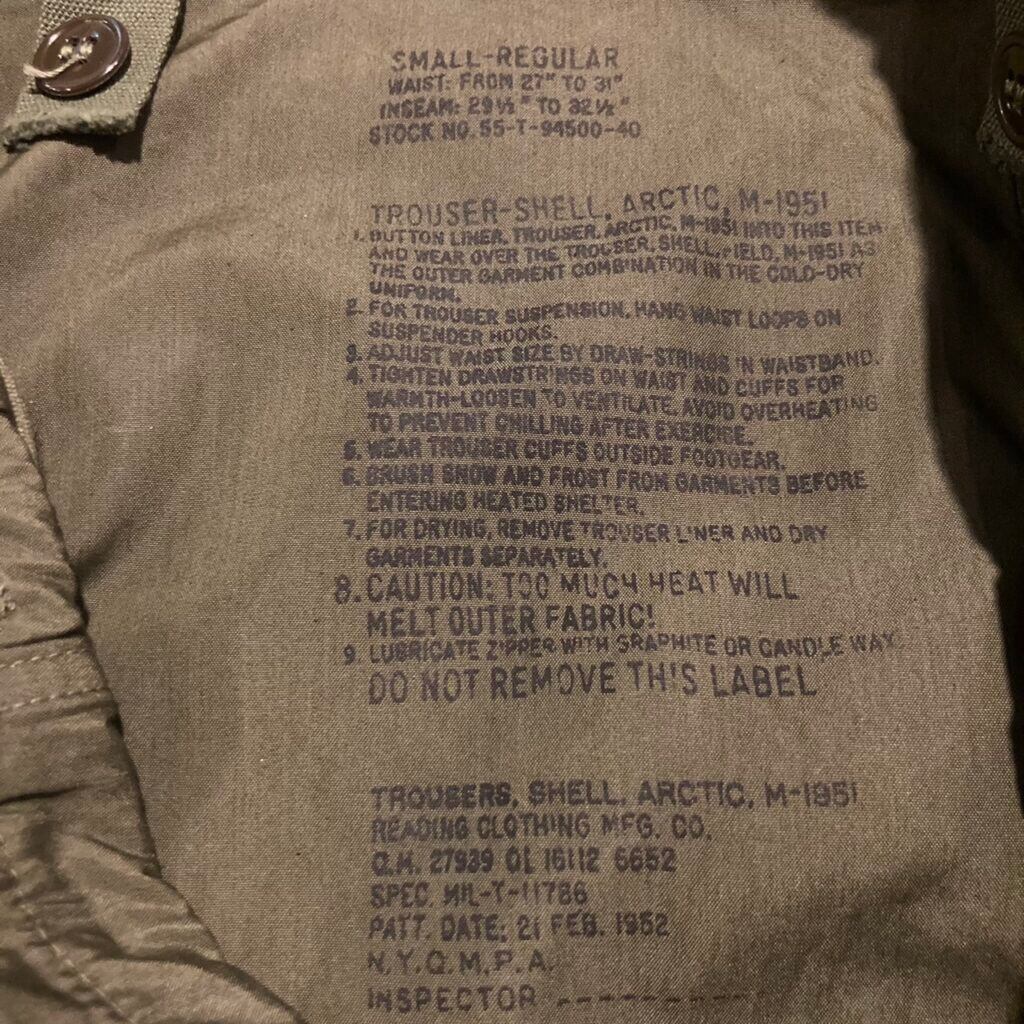 SMALL-REGULAR
WAIST: FROM 27" TO 31"
INSEAM: 29½" TO 32½"
STOCK NO. 55-T-94500-40
TROUSER-SHELL, ARCTIC, M-1951
1. BUTTON LINER, TROUSER, ARCTIC, M-1951 INTO THIS ITEM
AND WEAR OVER THE TROUSER, SHELL, FIELD, M-1951 AS
THE OUTER GARMENT COMBINATION IN THE COLD-DRY
UNIFORM.
2. FOR TROUSER SUSPENSION, HANG WAIST LOOPS ON
SUSPENDER HOOKS.
3. ADJUST WAIST SIZE BY DRAW-STRINGS IN WAISTBAND.
4. TIGHTEN DRAWSTRINGS ON WAIST AND CUFFS FOR
WARMTH-LOOSEN TO VENTILATE. AVOID OVERHEATING
TO PREVENT CHILLING AFTER EXERCISE.
5. WEAR TROUSER CUFFS OUTSIDE FOOTGEAR.
6. BRUSH SNOW AND FROST FROM GARMENTS BEFORE
ENTERING HEATED SHELTER.
7. FOR DRYING, REMOVE TROUSER LINER AND DRY
GARMENTS SEPARATELY.
8. CAUTION: TOO MUCH HEAT WILL
MELT OUTER FABRIC!
9. LUBRICATE ZIPPER WITH GRAPHITE OR CANDLE WAX
DO NOT REMOVE THIS LABEL
TROUSERS, SHELL, ARCTIC, M-1951
READING CLOTHING MFG. CO.
Q.M. 27939 OI 16112 6652
SPEC. MIL-T-11786
PATT. DATE: 21 FEB. 1952
N.Y.Q.M.P.A.
INSPECTOR ----------